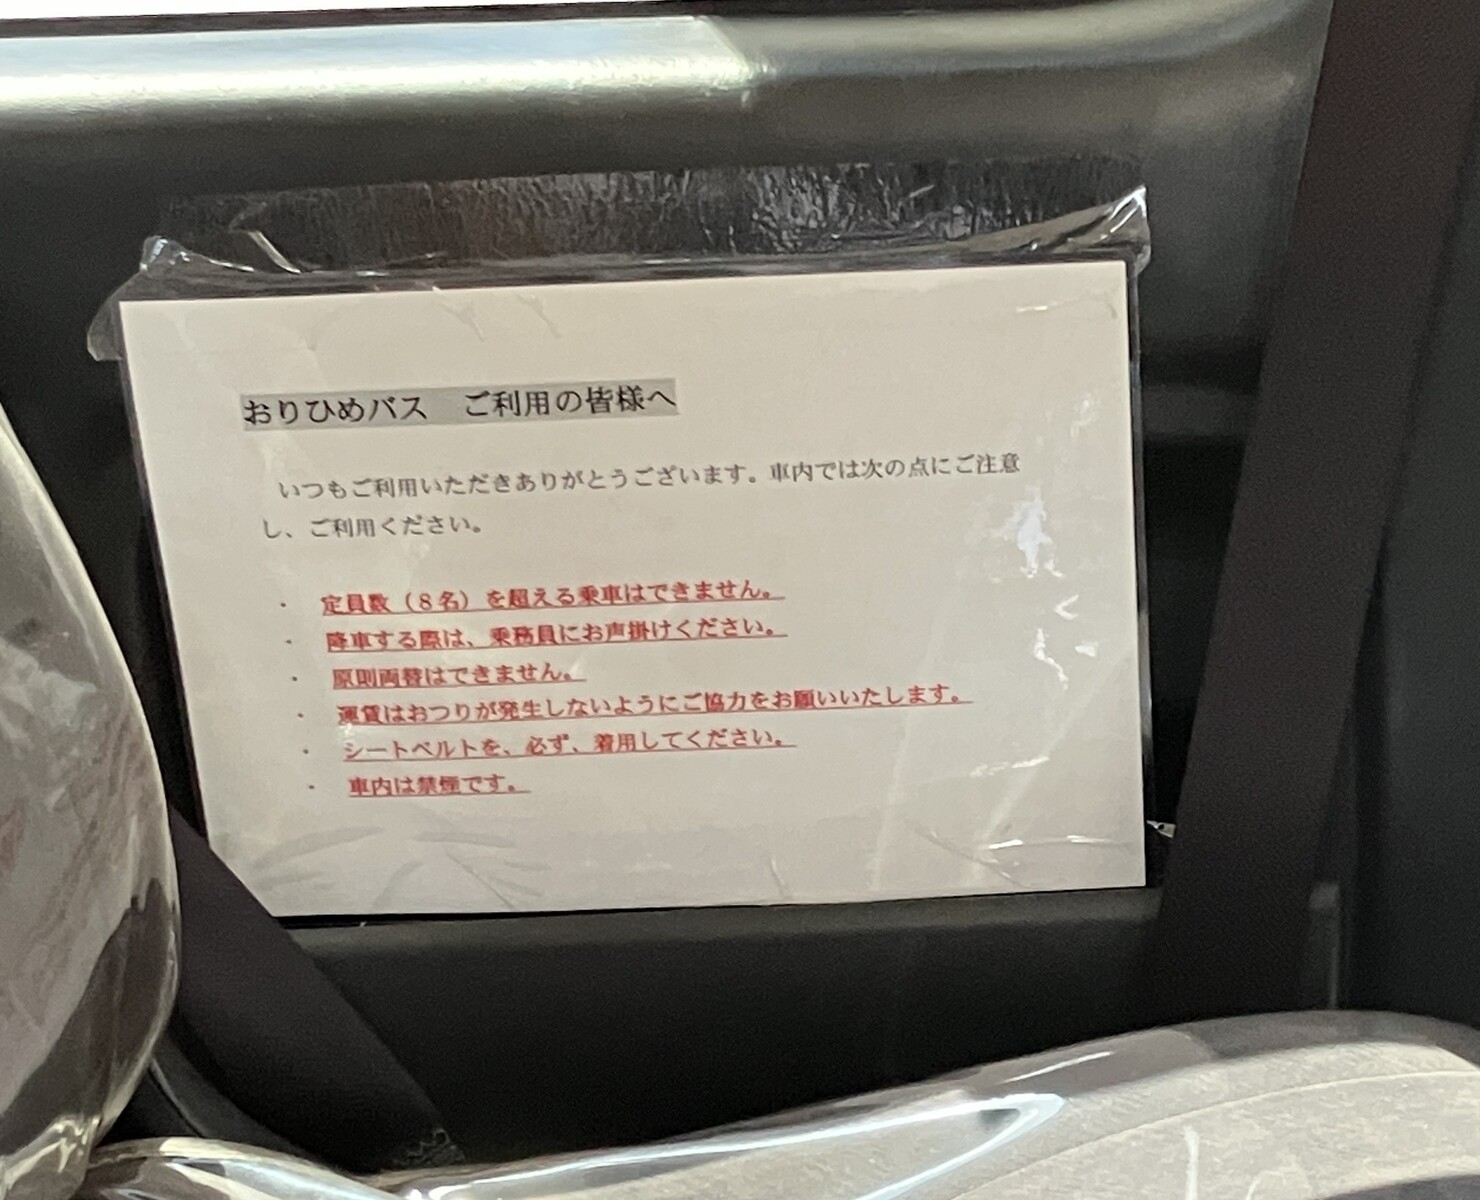 おりひめバス　ご利用の皆様へ
いつもご利用いただきありがとうございます。車内では次の点にご注意
し、ご利用ください。
・ 定員数（８名）を超える乗車はできません。
・ 降車する際は、乗務員にお声掛けください。
・ 原則両替はできません。
・ 運賃はおつりが発生しないようにご協力をお願いいたします。
・ シートベルトを、必ず、着用してください。
・ 車内は禁煙です。